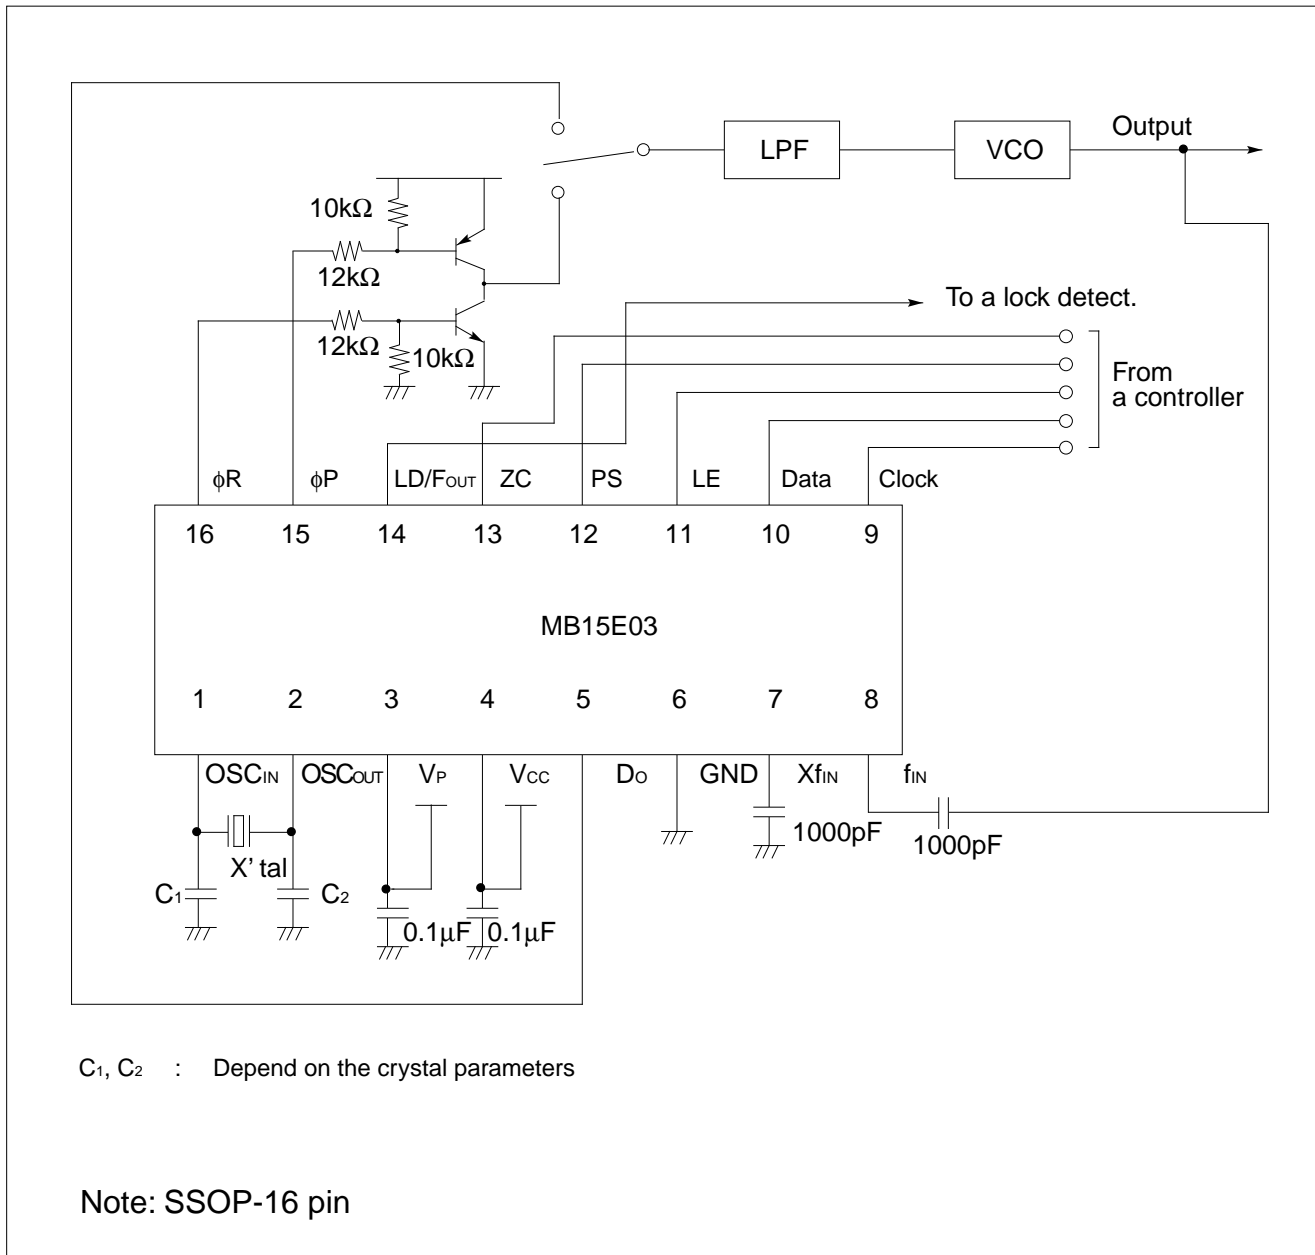 Output
LPF
VCO
10kΩ
12kΩ
To a lock detect.
12kΩ
10kΩ
From
a controller
ϕR ϕP LD/FOUT ZC PS LE Data Clock
16 15 14 13 12 11 10 9
MB15E03
1 2 3 4 5 6 7 8
OSCIN OSCOUT VP VCC DO GND XfIN fIN
1000pF
1000pF
X' tal
C1
C2
0.1μF
0.1μF
C1, C2 : Depend on the crystal parameters
Note: SSOP-16 pin